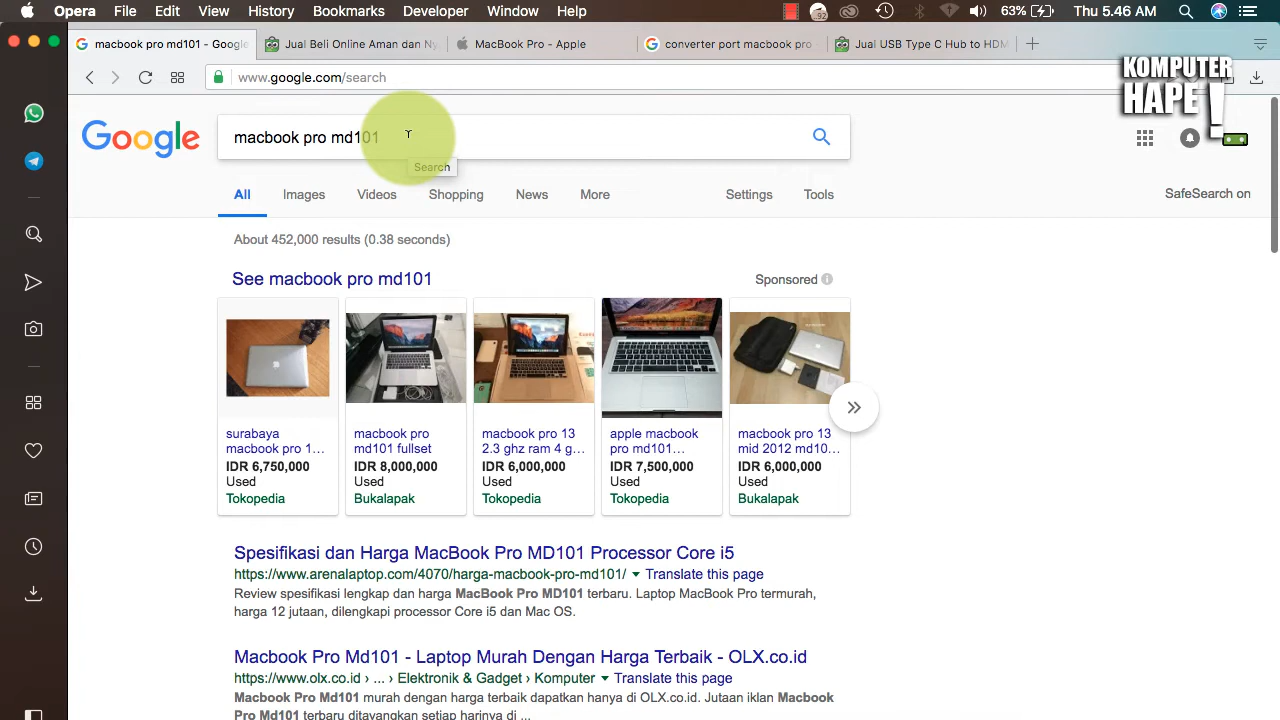 Opera File Edit View History Bookmarks Developer Window Help 92 63% Thu 5.46 AM
macbook pro md101 - Google
Jual Beli Online Aman dan Ny
MacBook Pro - Apple
converter port macbook pro
Jual USB Type C Hub to HDM
www.google.com/search
KOMPUTER
HAPE!
Google
macbook pro md101
Search
All Images Videos Shopping News More Settings Tools
SafeSearch on
About 452,000 results (0.38 seconds)
See macbook pro md101
Sponsored
surabaya
macbook pro 1...
IDR 6,750,000
Used
Tokopedia
macbook pro
md101 fullset
IDR 8,000,000
Used
Bukalapak
macbook pro 13
2.3 ghz ram 4 g...
IDR 6,000,000
Used
Tokopedia
apple macbook
pro md101...
IDR 7,500,000
Used
Tokopedia
macbook pro 13
mid 2012 md10...
IDR 6,000,000
Used
Bukalapak
Spesifikasi dan Harga MacBook Pro MD101 Processor Core i5
https://www.arenalaptop.com/4070/harga-macbook-pro-md101/ Translate this page
Review spesifikasi lengkap dan harga MacBook Pro MD101 terbaru. Laptop MacBook Pro termurah,
harga 12 jutaan, dilengkapi processor Core i5 dan Mac OS.
Macbook Pro Md101 - Laptop Murah Dengan Harga Terbaik - OLX.co.id
https://www.olx.co.id › ... › Elektronik & Gadget › Komputer Translate this page
Macbook Pro Md101 murah dengan harga terbaik dapatkan hanya di OLX.co.id. Jutaan iklan Macbook
Pro Md101 terbaru ditayangkan setiap harinya di ...